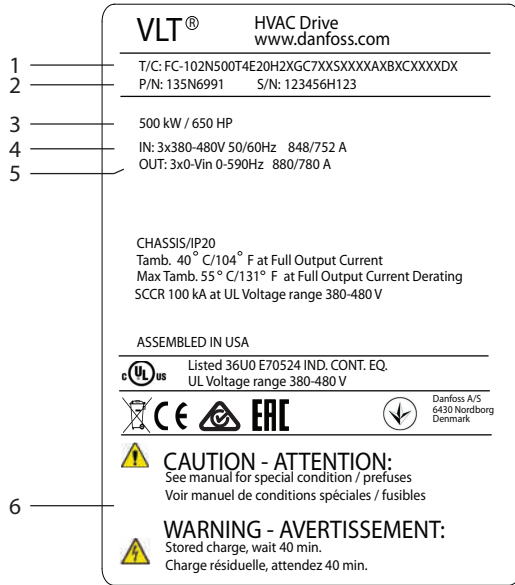 VLT® HVAC Drive
www.danfoss.com
1 T/C: FC-102N500T4E20H2XGC7XXSXXXXAXBXCXXXXDX
2 P/N: 135N6991 S/N: 123456H123
3 500 kW / 650 HP
4 IN: 3x380-480V 50/60Hz 848/752 A
5 OUT: 3x0-Vin 0-590Hz 880/780 A
CHASSIS/IP20
Tamb. 40° C/104° F at Full Output Current
Max Tamb. 55° C/131° F at Full Output Current Derating
SCCR 100 kA at UL Voltage range 380-480 V
ASSEMBLED IN USA
c UL us Listed 36U0 E70524 IND. CONT. EQ.
UL Voltage range 380-480 V
CE EAC Danfoss A/S
6430 Nordborg
Denmark
CAUTION - ATTENTION:
See manual for special condition / prefuses
Voir manuel de conditions spéciales / fusibles
6
WARNING - AVERTISSEMENT:
Stored charge, wait 40 min.
Charge résiduelle, attendez 40 min.